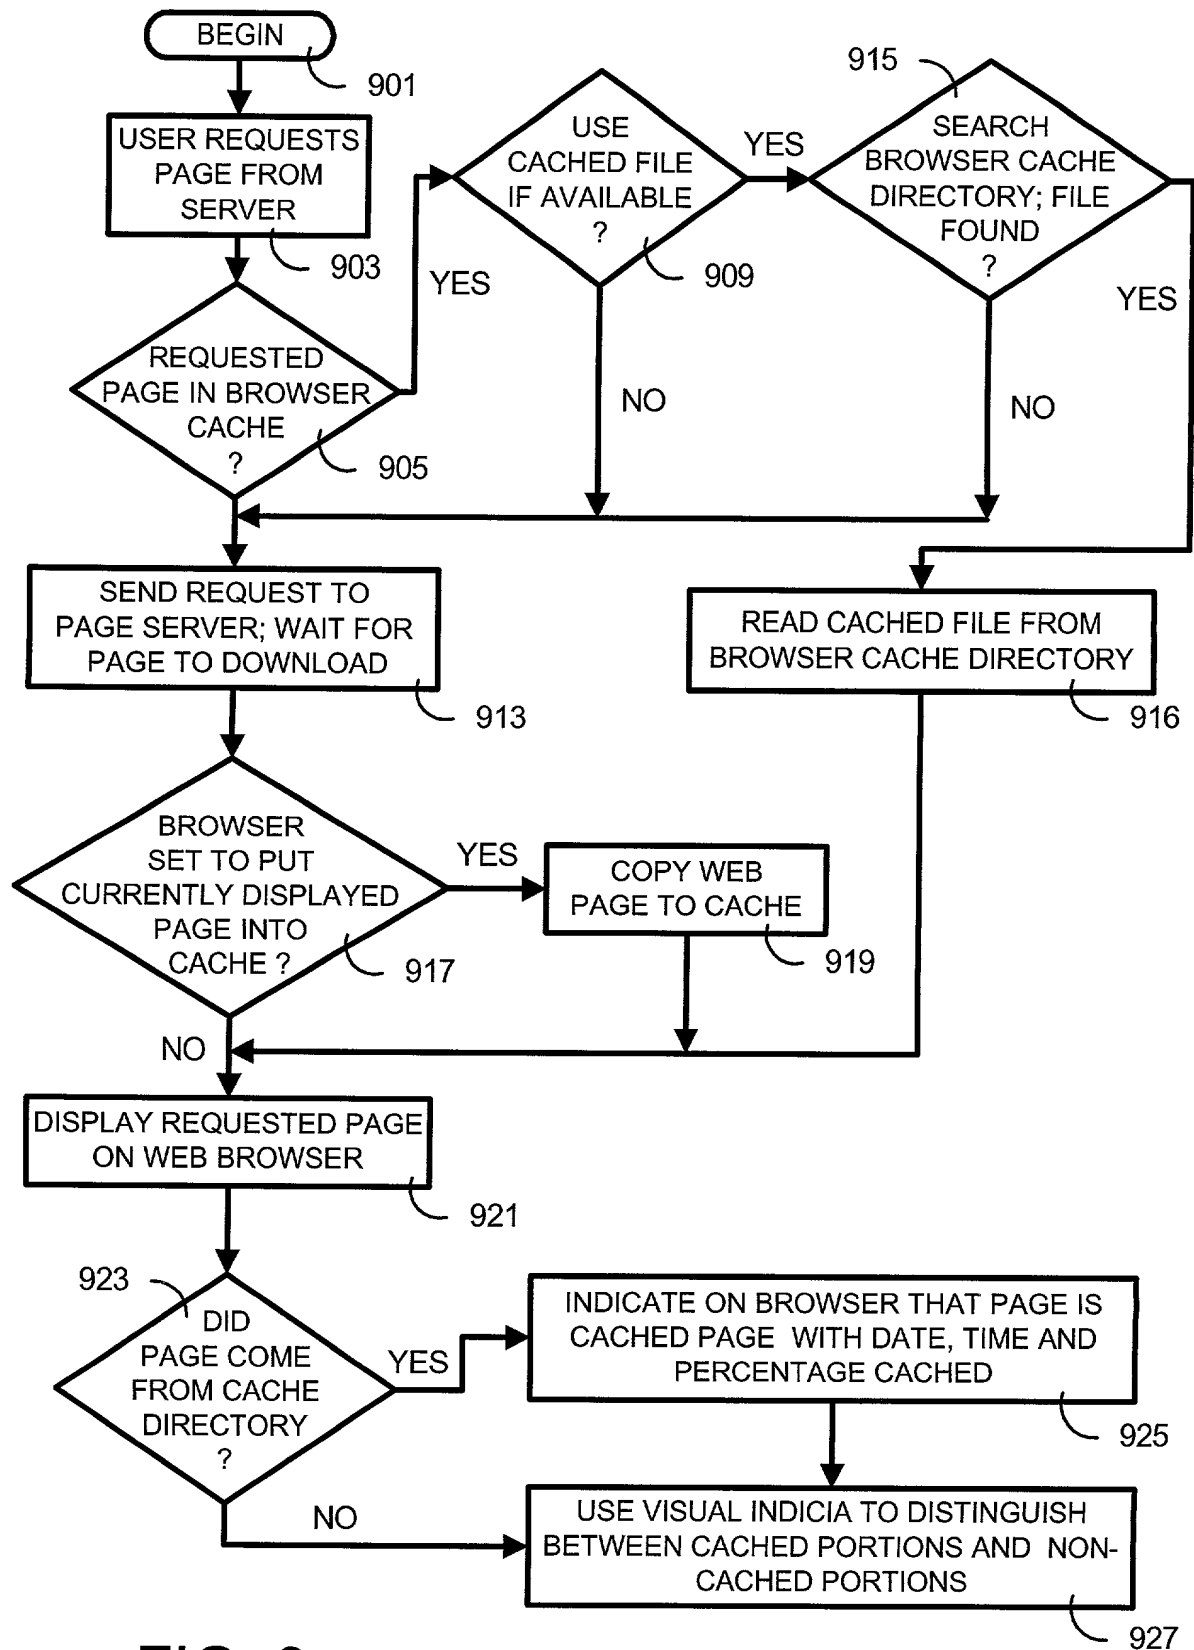 BEGIN
901
USER REQUESTS
PAGE FROM
SERVER
903
REQUESTED
PAGE IN BROWSER
CACHE
?
905
YES
USE
CACHED FILE
IF AVAILABLE
?
909
YES
NO
915
SEARCH
BROWSER CACHE
DIRECTORY; FILE
FOUND
?
YES
NO
SEND REQUEST TO
PAGE SERVER; WAIT FOR
PAGE TO DOWNLOAD
913
READ CACHED FILE FROM
BROWSER CACHE DIRECTORY
916
BROWSER
SET TO PUT
CURRENTLY DISPLAYED
PAGE INTO
CACHE ?
917
YES
COPY WEB
PAGE TO CACHE
919
NO
DISPLAY REQUESTED PAGE
ON WEB BROWSER
921
923
DID
PAGE COME
FROM CACHE
DIRECTORY
?
YES
INDICATE ON BROWSER THAT PAGE IS
CACHED PAGE WITH DATE, TIME AND
PERCENTAGE CACHED
925
NO
USE VISUAL INDICIA TO DISTINGUISH
BETWEEN CACHED PORTIONS AND NON-
CACHED PORTIONS
927